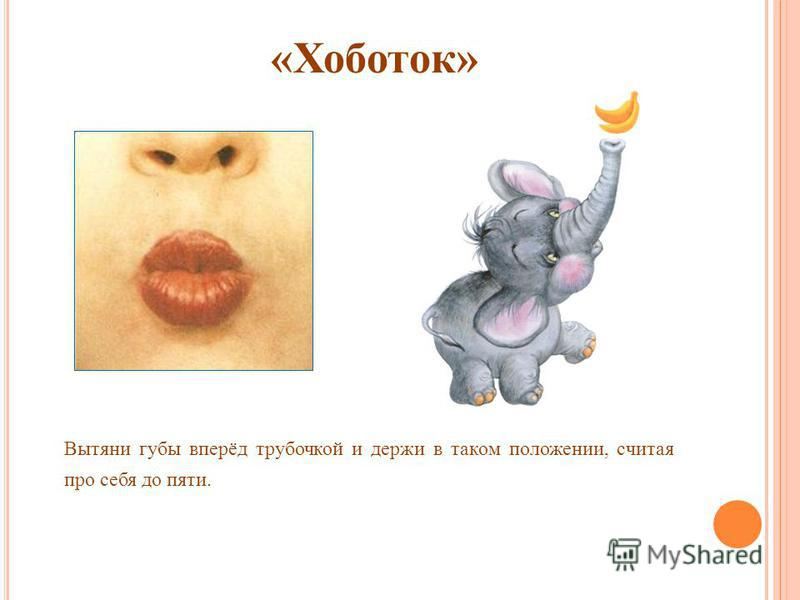 «Хоботок»
Вытяни губы вперёд трубочкой и держи в таком положении, считая
про себя до пяти.
MyShared